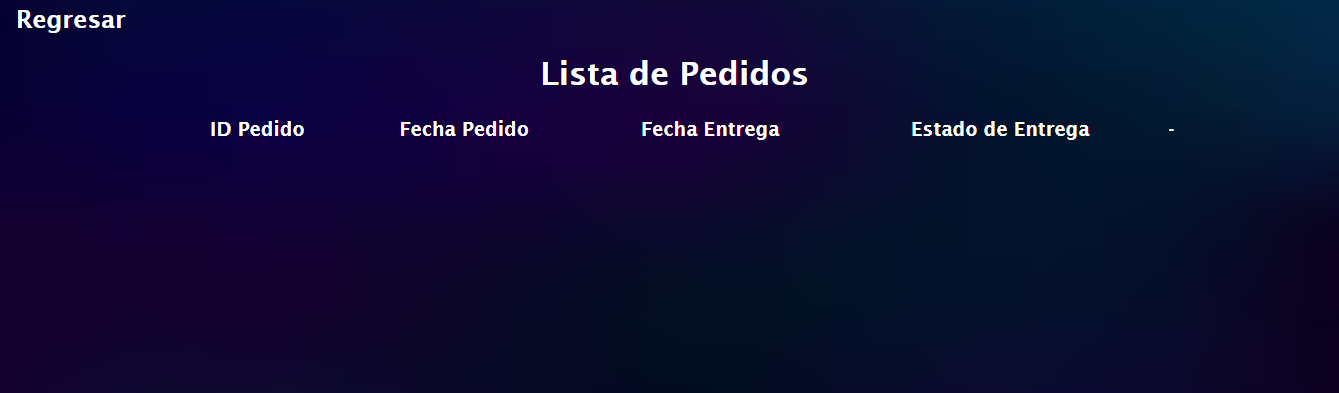 Regresar
Lista de Pedidos
ID Pedido Fecha Pedido Fecha Entrega Estado de Entrega -